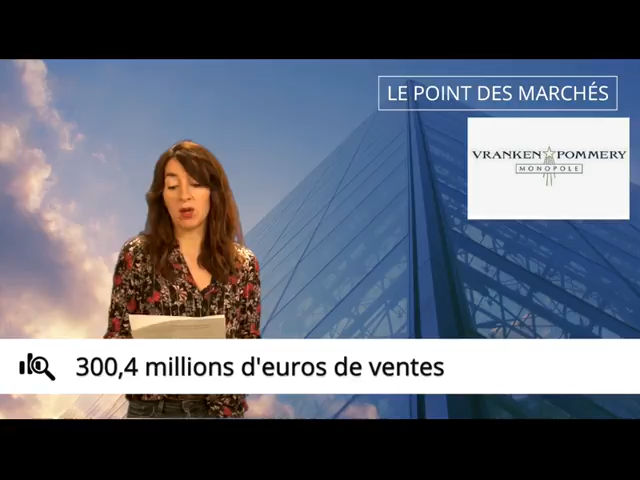 LE POINT DES MARCHÉS
VRANKEN POMMERY
MONOPOLE
300,4 millions d'euros de ventes